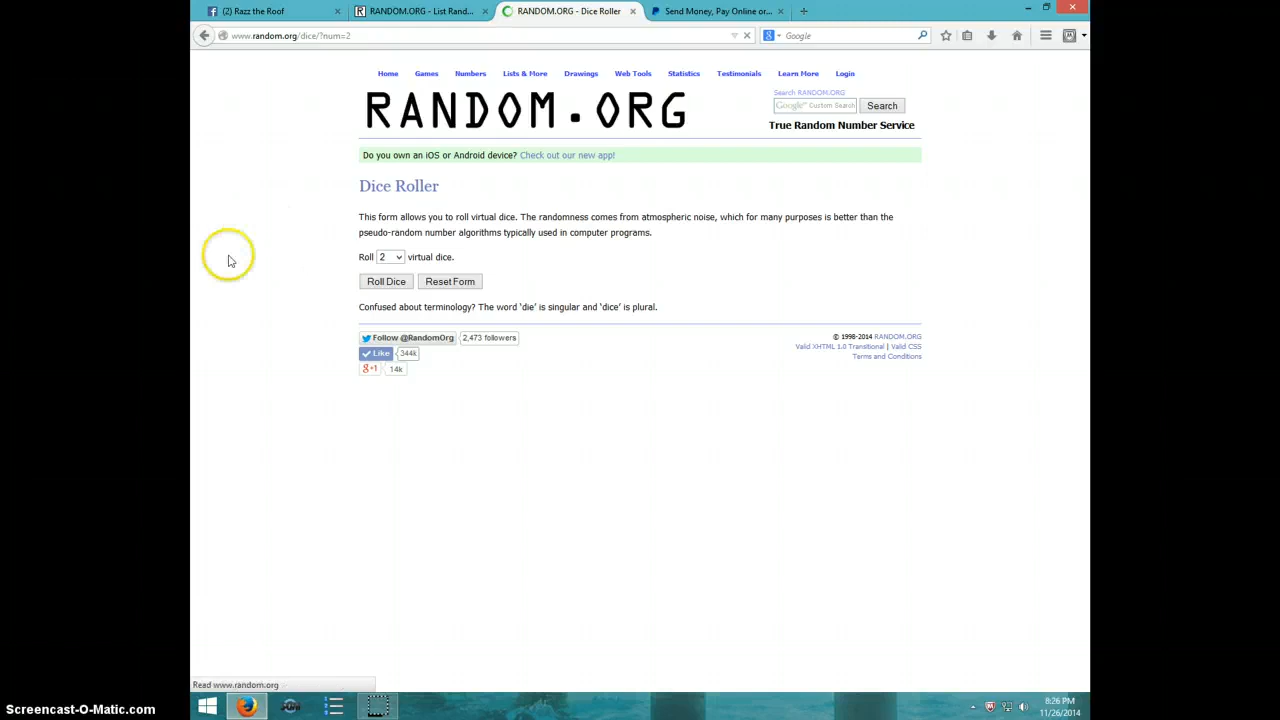 (2) Razz the Roof
RANDOM.ORG - List Rand...
RANDOM.ORG - Dice Roller
Send Money, Pay Online or...
www.random.org/dice/?num=2
Google
Home Games Numbers Lists & More Drawings Web Tools Statistics Testimonials Learn More Login
RANDOM.ORG
Search RANDOM.ORG
Google™ Custom Search
Search
True Random Number Service
Do you own an iOS or Android device? Check out our new app!
Dice Roller
This form allows you to roll virtual dice. The randomness comes from atmospheric noise, which for many purposes is better than the
pseudo-random number algorithms typically used in computer programs.
Roll 2 virtual dice.
Roll Dice Reset Form
Confused about terminology? The word ‘die’ is singular and ‘dice’ is plural.
Follow @RandomOrg 2,473 followers
Like 344k
g+1 14k
© 1998-2014 RANDOM.ORG
Valid XHTML 1.0 Transitional | Valid CSS
Terms and Conditions
Read www.random.org
8:26 PM
11/26/2014
Screencast-O-Matic.com